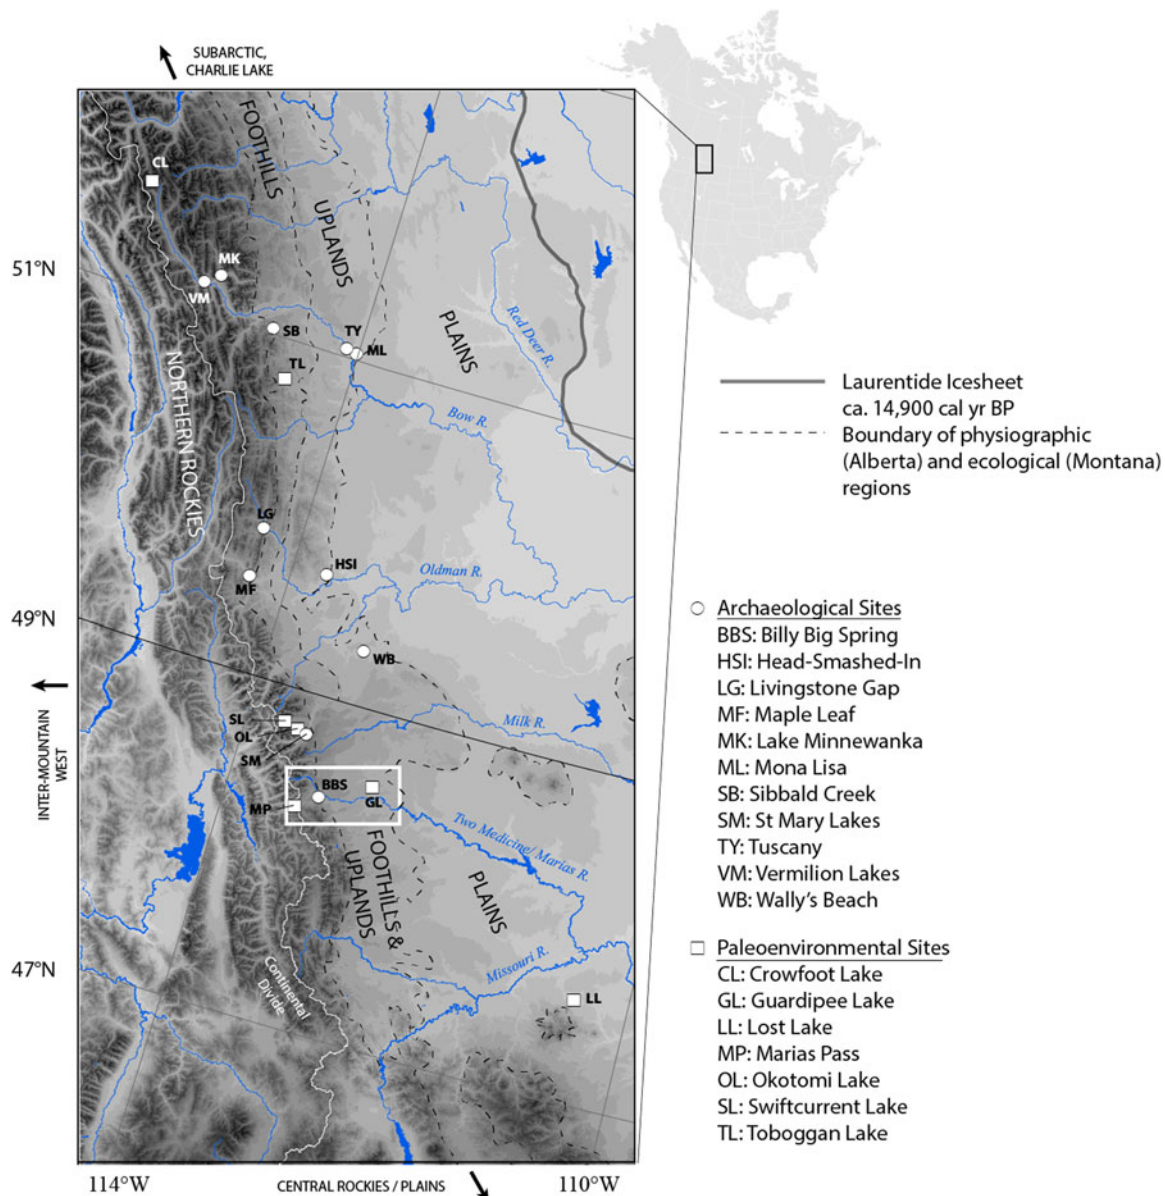 SUBARCTIC,
CHARLIE LAKE
FOOTHILLS
CL
UPLANDS
51°N
MK
VM
PLAINS
Red Deer R.
SB
TY
ML
TL
NORTHERN ROCKIES
Bow R.
LG
HSI
Oldman R.
MF
49°N
WB
INTER-MOUNTAIN
WEST
SL
OL
SM
Milk R.
BBS
MP
GL
Two Medicine/ Marias R.
FOOTHILLS &
UPLANDS
PLAINS
47°N
Continental
Divide
Missouri R.
LL
114°W
CENTRAL ROCKIES / PLAINS
110°W
Laurentide Icesheet
ca. 14,900 cal yr BP
Boundary of physiographic
(Alberta) and ecological (Montana)
regions
Archaeological Sites
BBS: Billy Big Spring
HSI: Head-Smashed-In
LG: Livingstone Gap
MF: Maple Leaf
MK: Lake Minnewanka
ML: Mona Lisa
SB: Sibbald Creek
SM: St Mary Lakes
TY: Tuscany
VM: Vermilion Lakes
WB: Wally's Beach
Paleoenvironmental Sites
CL: Crowfoot Lake
GL: Guardipee Lake
LL: Lost Lake
MP: Marias Pass
OL: Okotomi Lake
SL: Swiftcurrent Lake
TL: Toboggan Lake